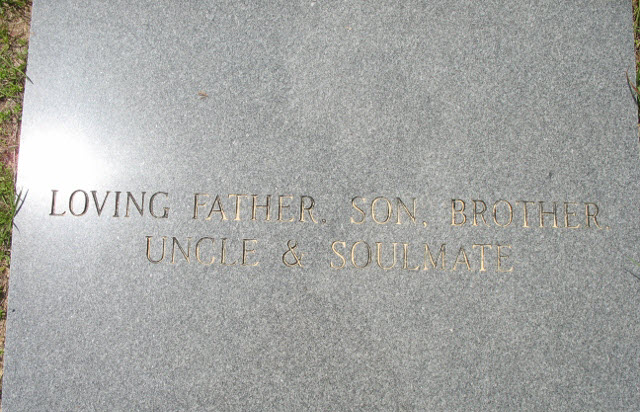 LOVING FATHER, SON, BROTHER,
UNCLE & SOULMATE